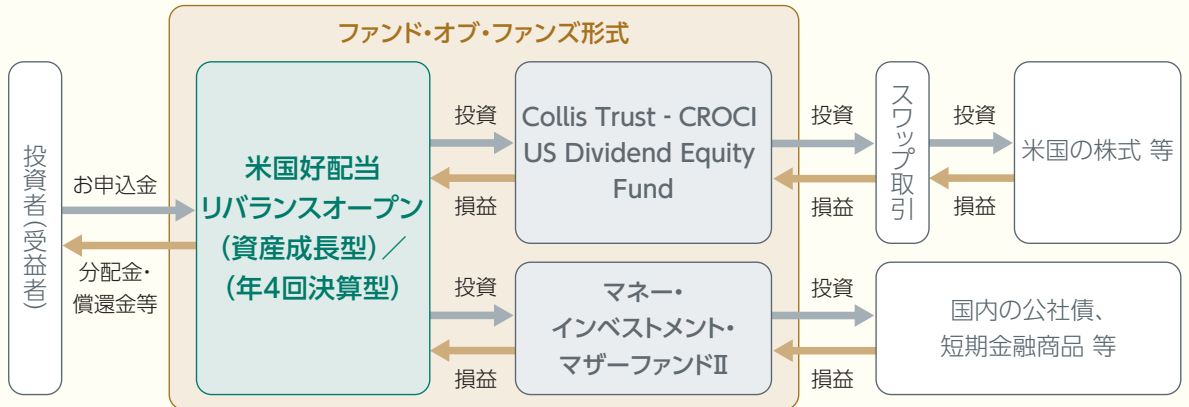 ファンド・オブ・ファンズ形式
投資者(受益者)
お申込金
分配金・
償還金等
米国好配当
リバランスオープン
(資産成長型)／
(年4回決算型)
投資
損益
Collis Trust - CROCI
US Dividend Equity
Fund
投資
損益
スワップ取引
投資
損益
米国の株式 等
投資
損益
マネー・
インベストメント・
マザーファンドⅡ
投資
損益
国内の公社債、
短期金融商品 等